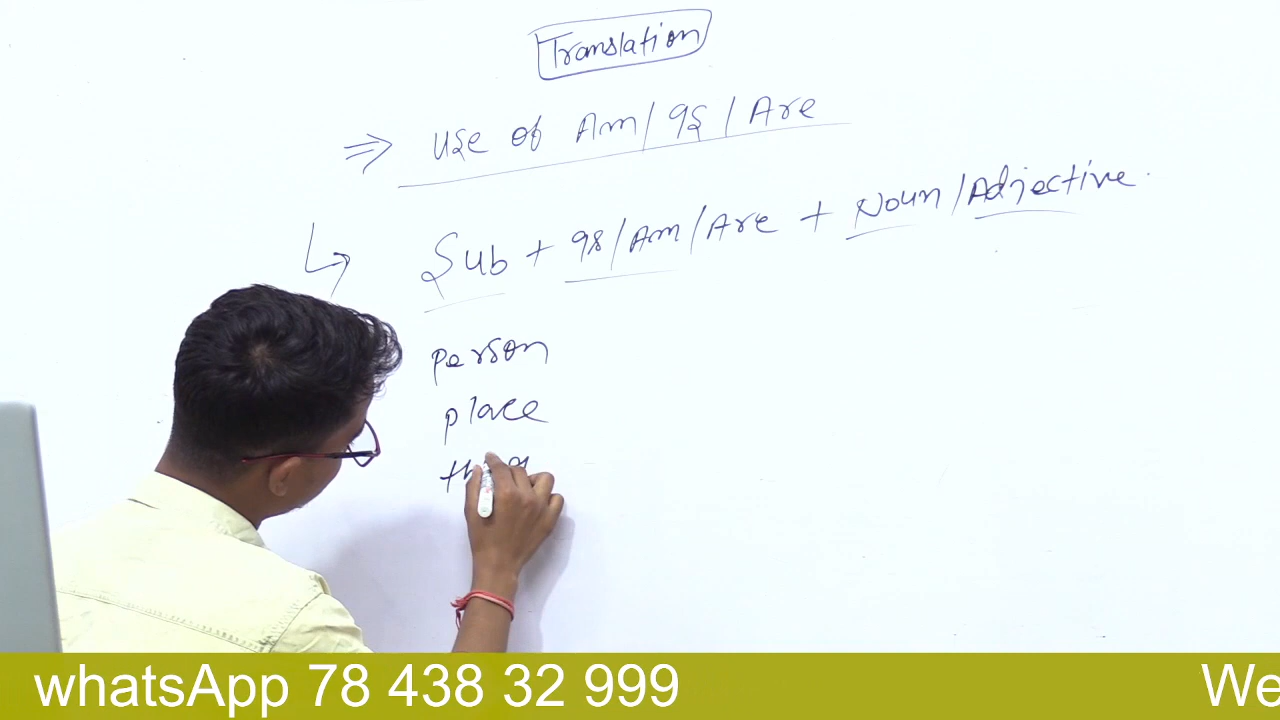 Translation
⇒ Use of Am/Is/Are
↳ Sub + Is/Am/Are + Noun/Adjective.
person
place
whatsApp 78 438 32 999 We